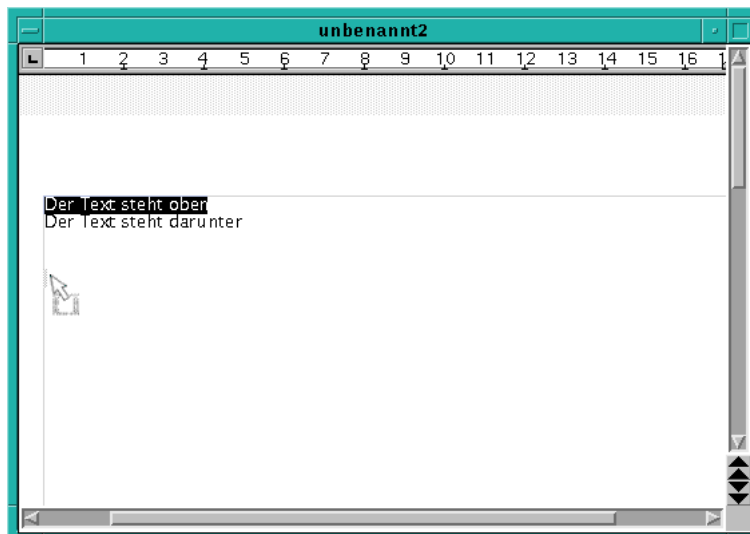 unbenannt2
1 2 3 4 5 6 7 8 9 10 11 12 13 14 15 16 1
Der Text steht oben
Der Text steht darunter